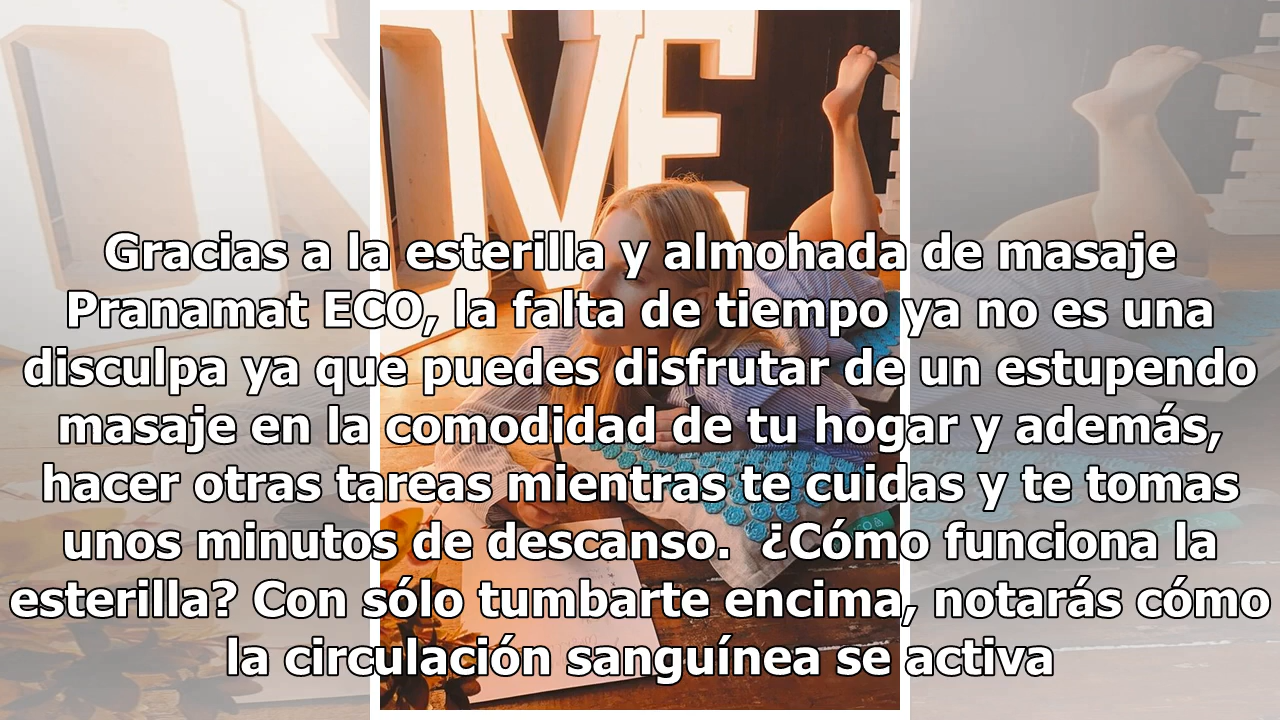 OVE
Gracias a la esterilla y almohada de masaje
Pranamat ECO, la falta de tiempo ya no es una
disculpa ya que puedes disfrutar de un estupendo
masaje en la comodidad de tu hogar y además,
hacer otras tareas mientras te cuidas y te tomas
unos minutos de descanso.  ¿Cómo funciona la
esterilla? Con sólo tumbarte encima, notarás cómo
la circulación sanguínea se activa